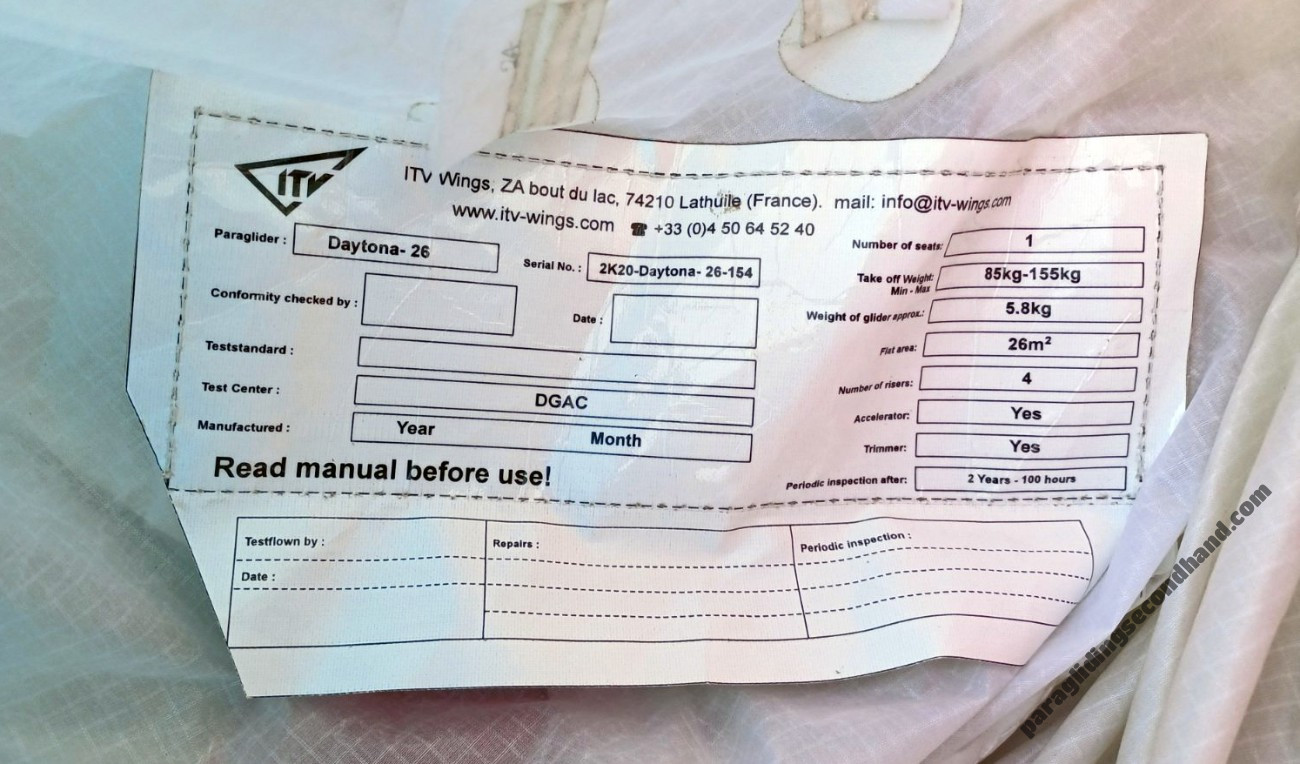 ITV
ITV Wings, ZA bout du lac, 74210 Lathuile (France). mail: info@itv-wings.com
www.itv-wings.com ☎ +33 (0)4 50 64 52 40
Paraglider : Daytona- 26
Serial No. : 2K20-Daytona- 26-154
Conformity checked by :
Date :
Teststandard :
Test Center : DGAC
Manufactured : Year Month
Read manual before use!
Number of seats: 1
Take off Weight: 85kg-155kg
Min - Max
Weight of glider approx.: 5.8kg
Flat area: 26m²
Number of risers: 4
Accelerator: Yes
Trimmer: Yes
Periodic inspection after: 2 Years - 100 hours
Testflown by :
Date :
Repairs :
Periodic inspection :
paraglidingsecondhand.com